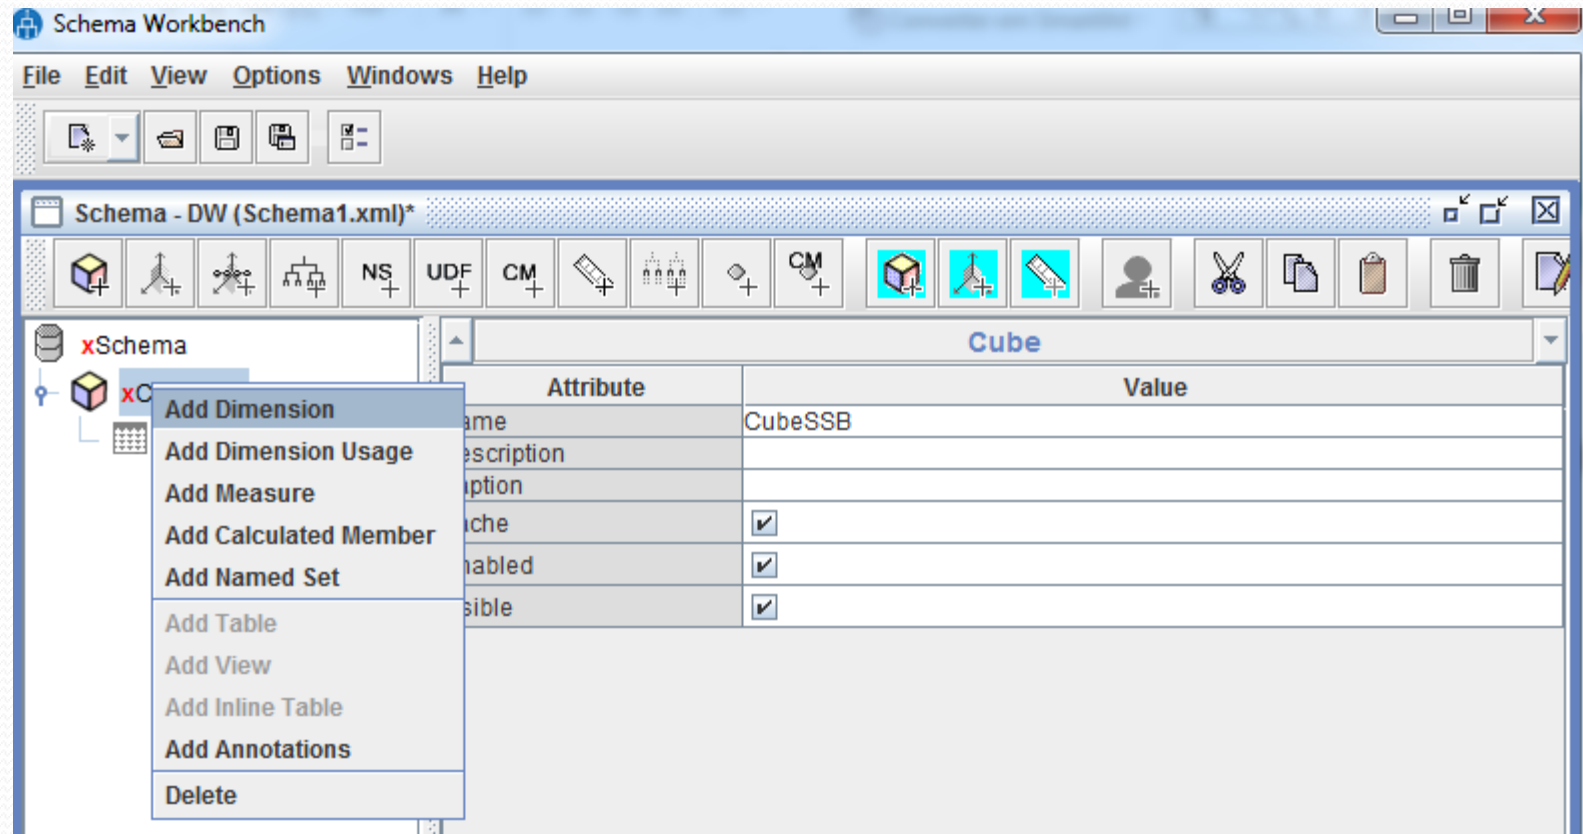 Schema Workbench
File Edit View Options Windows Help
Schema - DW (Schema1.xml)*
NS UDF CM CM
xSchema
Cube
xC
Attribute Value
Add Dimension
ame CubeSSB
Add Dimension Usage
escription
Add Measure
aption
Add Calculated Member
ache
Add Named Set
nabled
Add Table
sible
Add View
Add Inline Table
Add Annotations
Delete